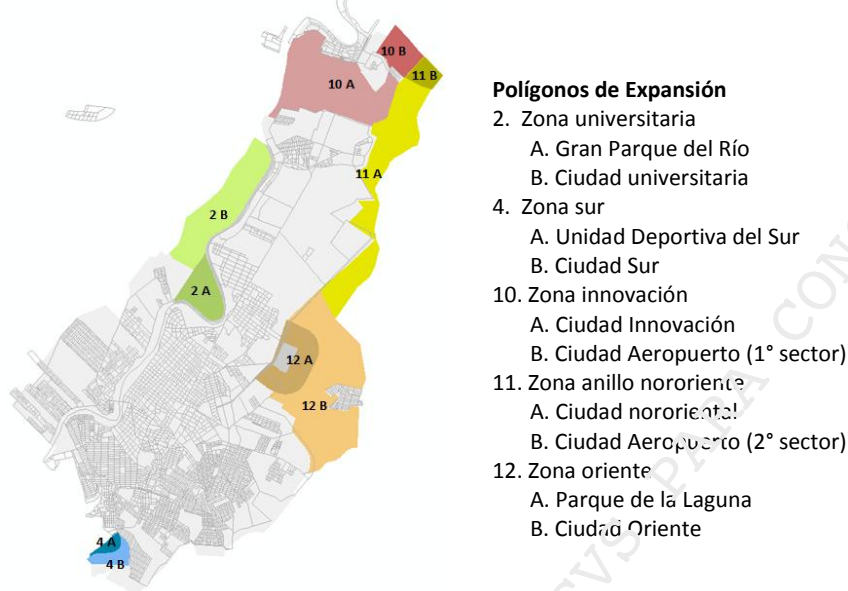 10 B
11 B
10 A
11 A
2 B
2 A
12 A
12 B
4 A
4 B
Polígonos de Expansión
2. Zona universitaria
A. Gran Parque del Río
B. Ciudad universitaria
4. Zona sur
A. Unidad Deportiva del Sur
B. Ciudad Sur
10. Zona innovación
A. Ciudad Innovación
B. Ciudad Aeropuerto (1° sector)
11. Zona anillo nororiente
A. Ciudad nororiental
B. Ciudad Aeropuerto (2° sector)
12. Zona oriente
A. Parque de la Laguna
B. Ciudad Oriente
PARA